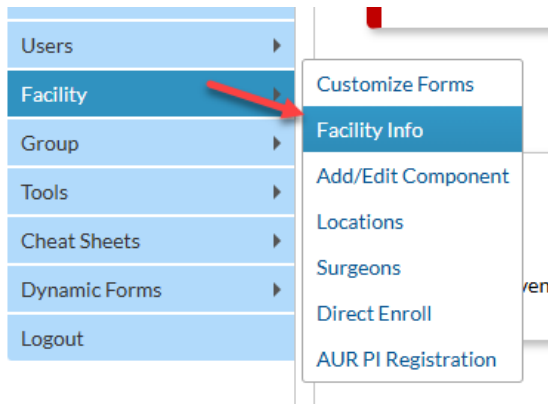 Users
Facility
Group
Tools
Cheat Sheets
Dynamic Forms
Logout
Customize Forms
Facility Info
Add/Edit Component
Locations
Surgeons
Direct Enroll
AUR PI Registration
ven